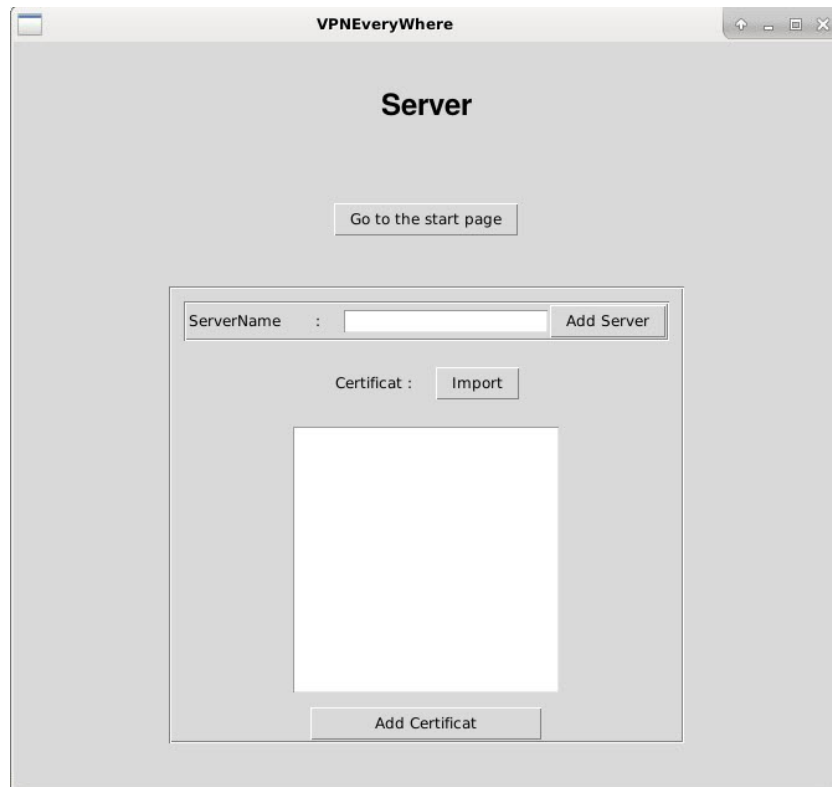 VPNEveryWhere
Server
Go to the start page
ServerName : Add Server
Certificat : Import
Add Certificat